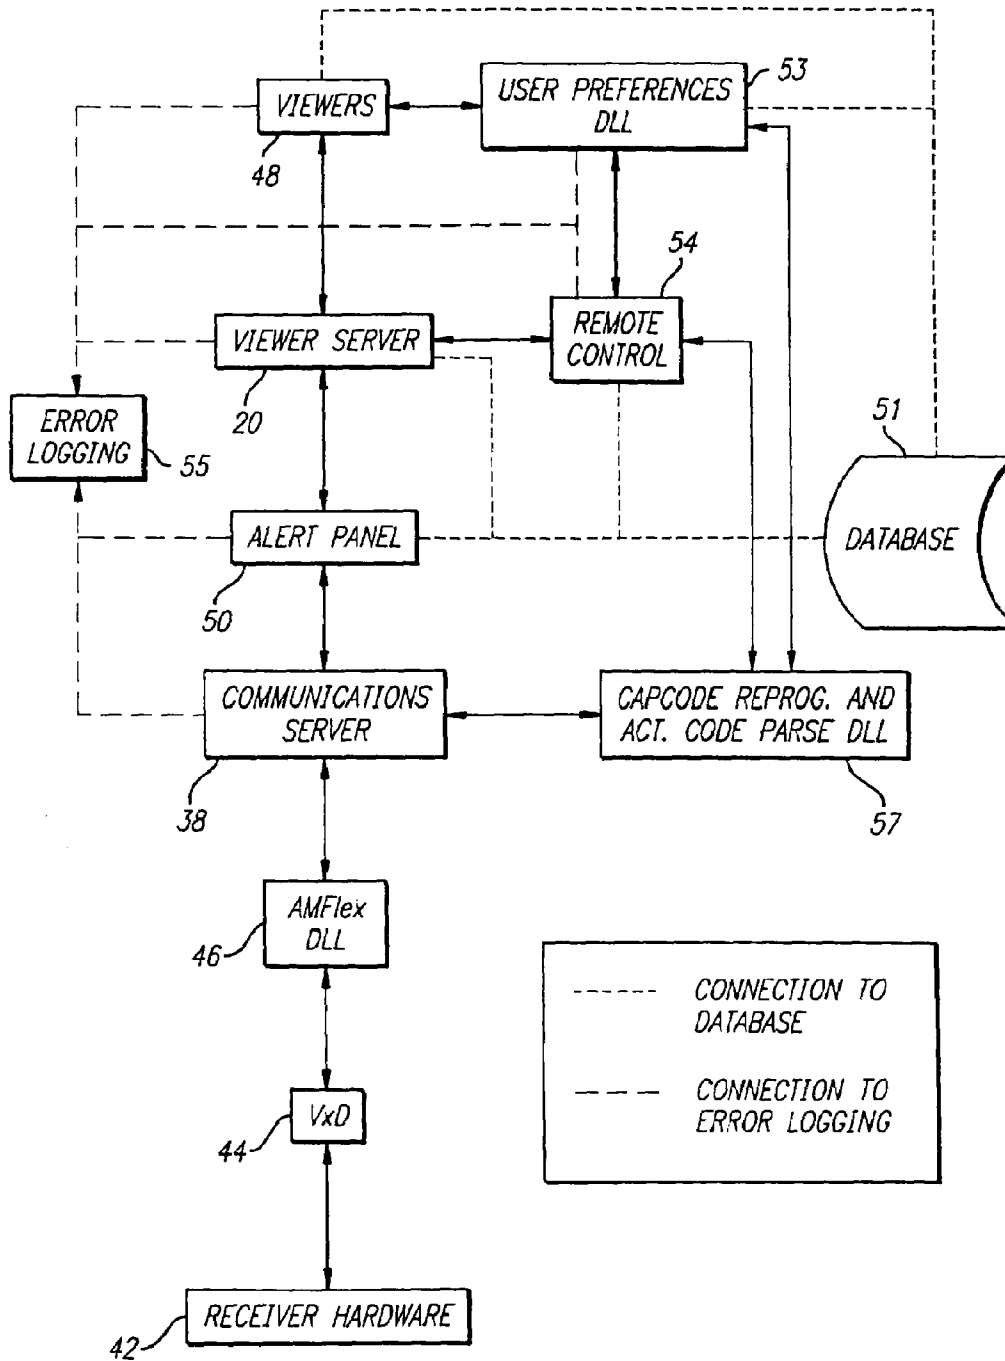 53
VIEWERS
USER PREFERENCES
DLL
48
54
VIEWER SERVER
REMOTE
CONTROL
20
ERROR
LOGGING
55
51
ALERT PANEL
DATABASE
50
COMMUNICATIONS
SERVER
CAPCODE REPROG. AND
ACT. CODE PARSE DLL
38
57
AMFlex
DLL
46
CONNECTION TO
DATABASE
VxD
44
CONNECTION TO
ERROR LOGGING
RECEIVER HARDWARE
42